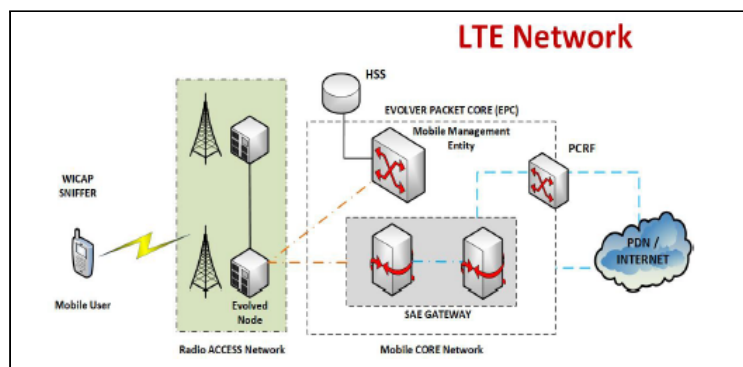 LTE Network
HSS
EVOLVER PACKET CORE (EPC)
Mobile Management
Entity
PCRF
WICAP
SNIFFER
PDN /
INTERNET
Mobile User
Evolved
Node
SAE GATEWAY
Radio ACCESS Network
Mobile CORE Network